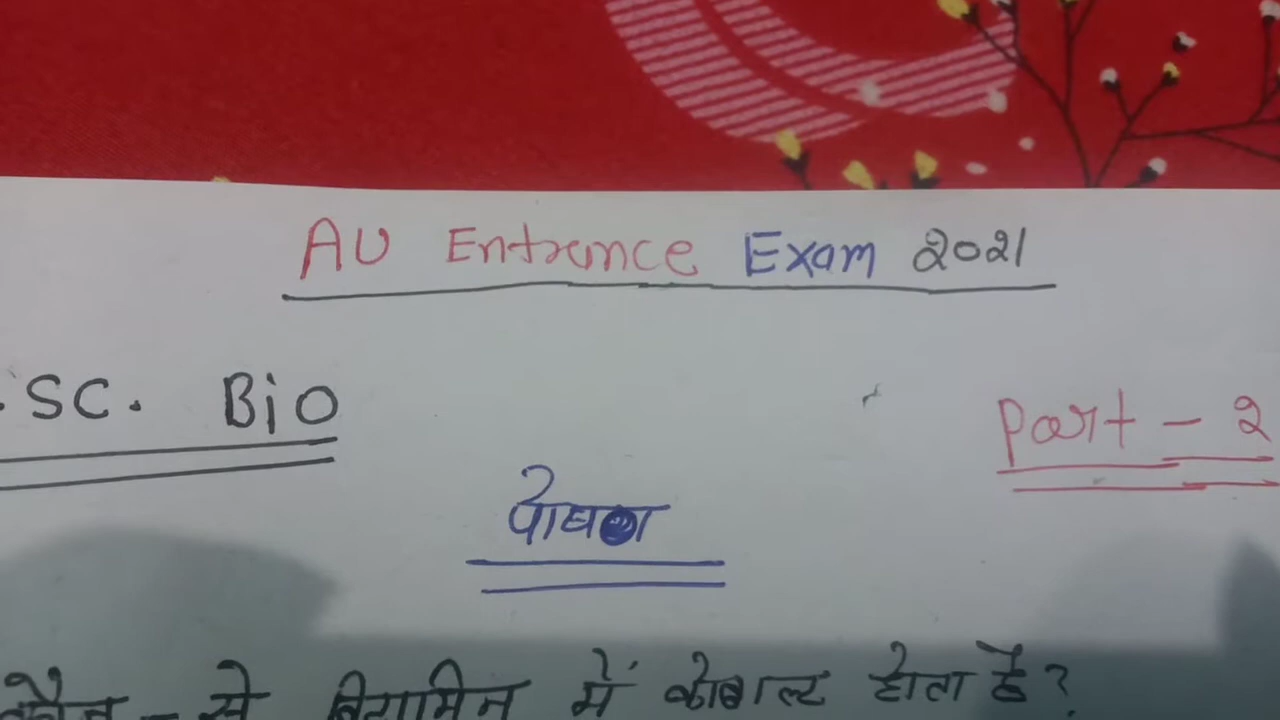 AU Entrance Exam 2021
.SC. Bio
Part - 2
पोषण
कौन - से विटामिन में कोबाल्ट होता है?